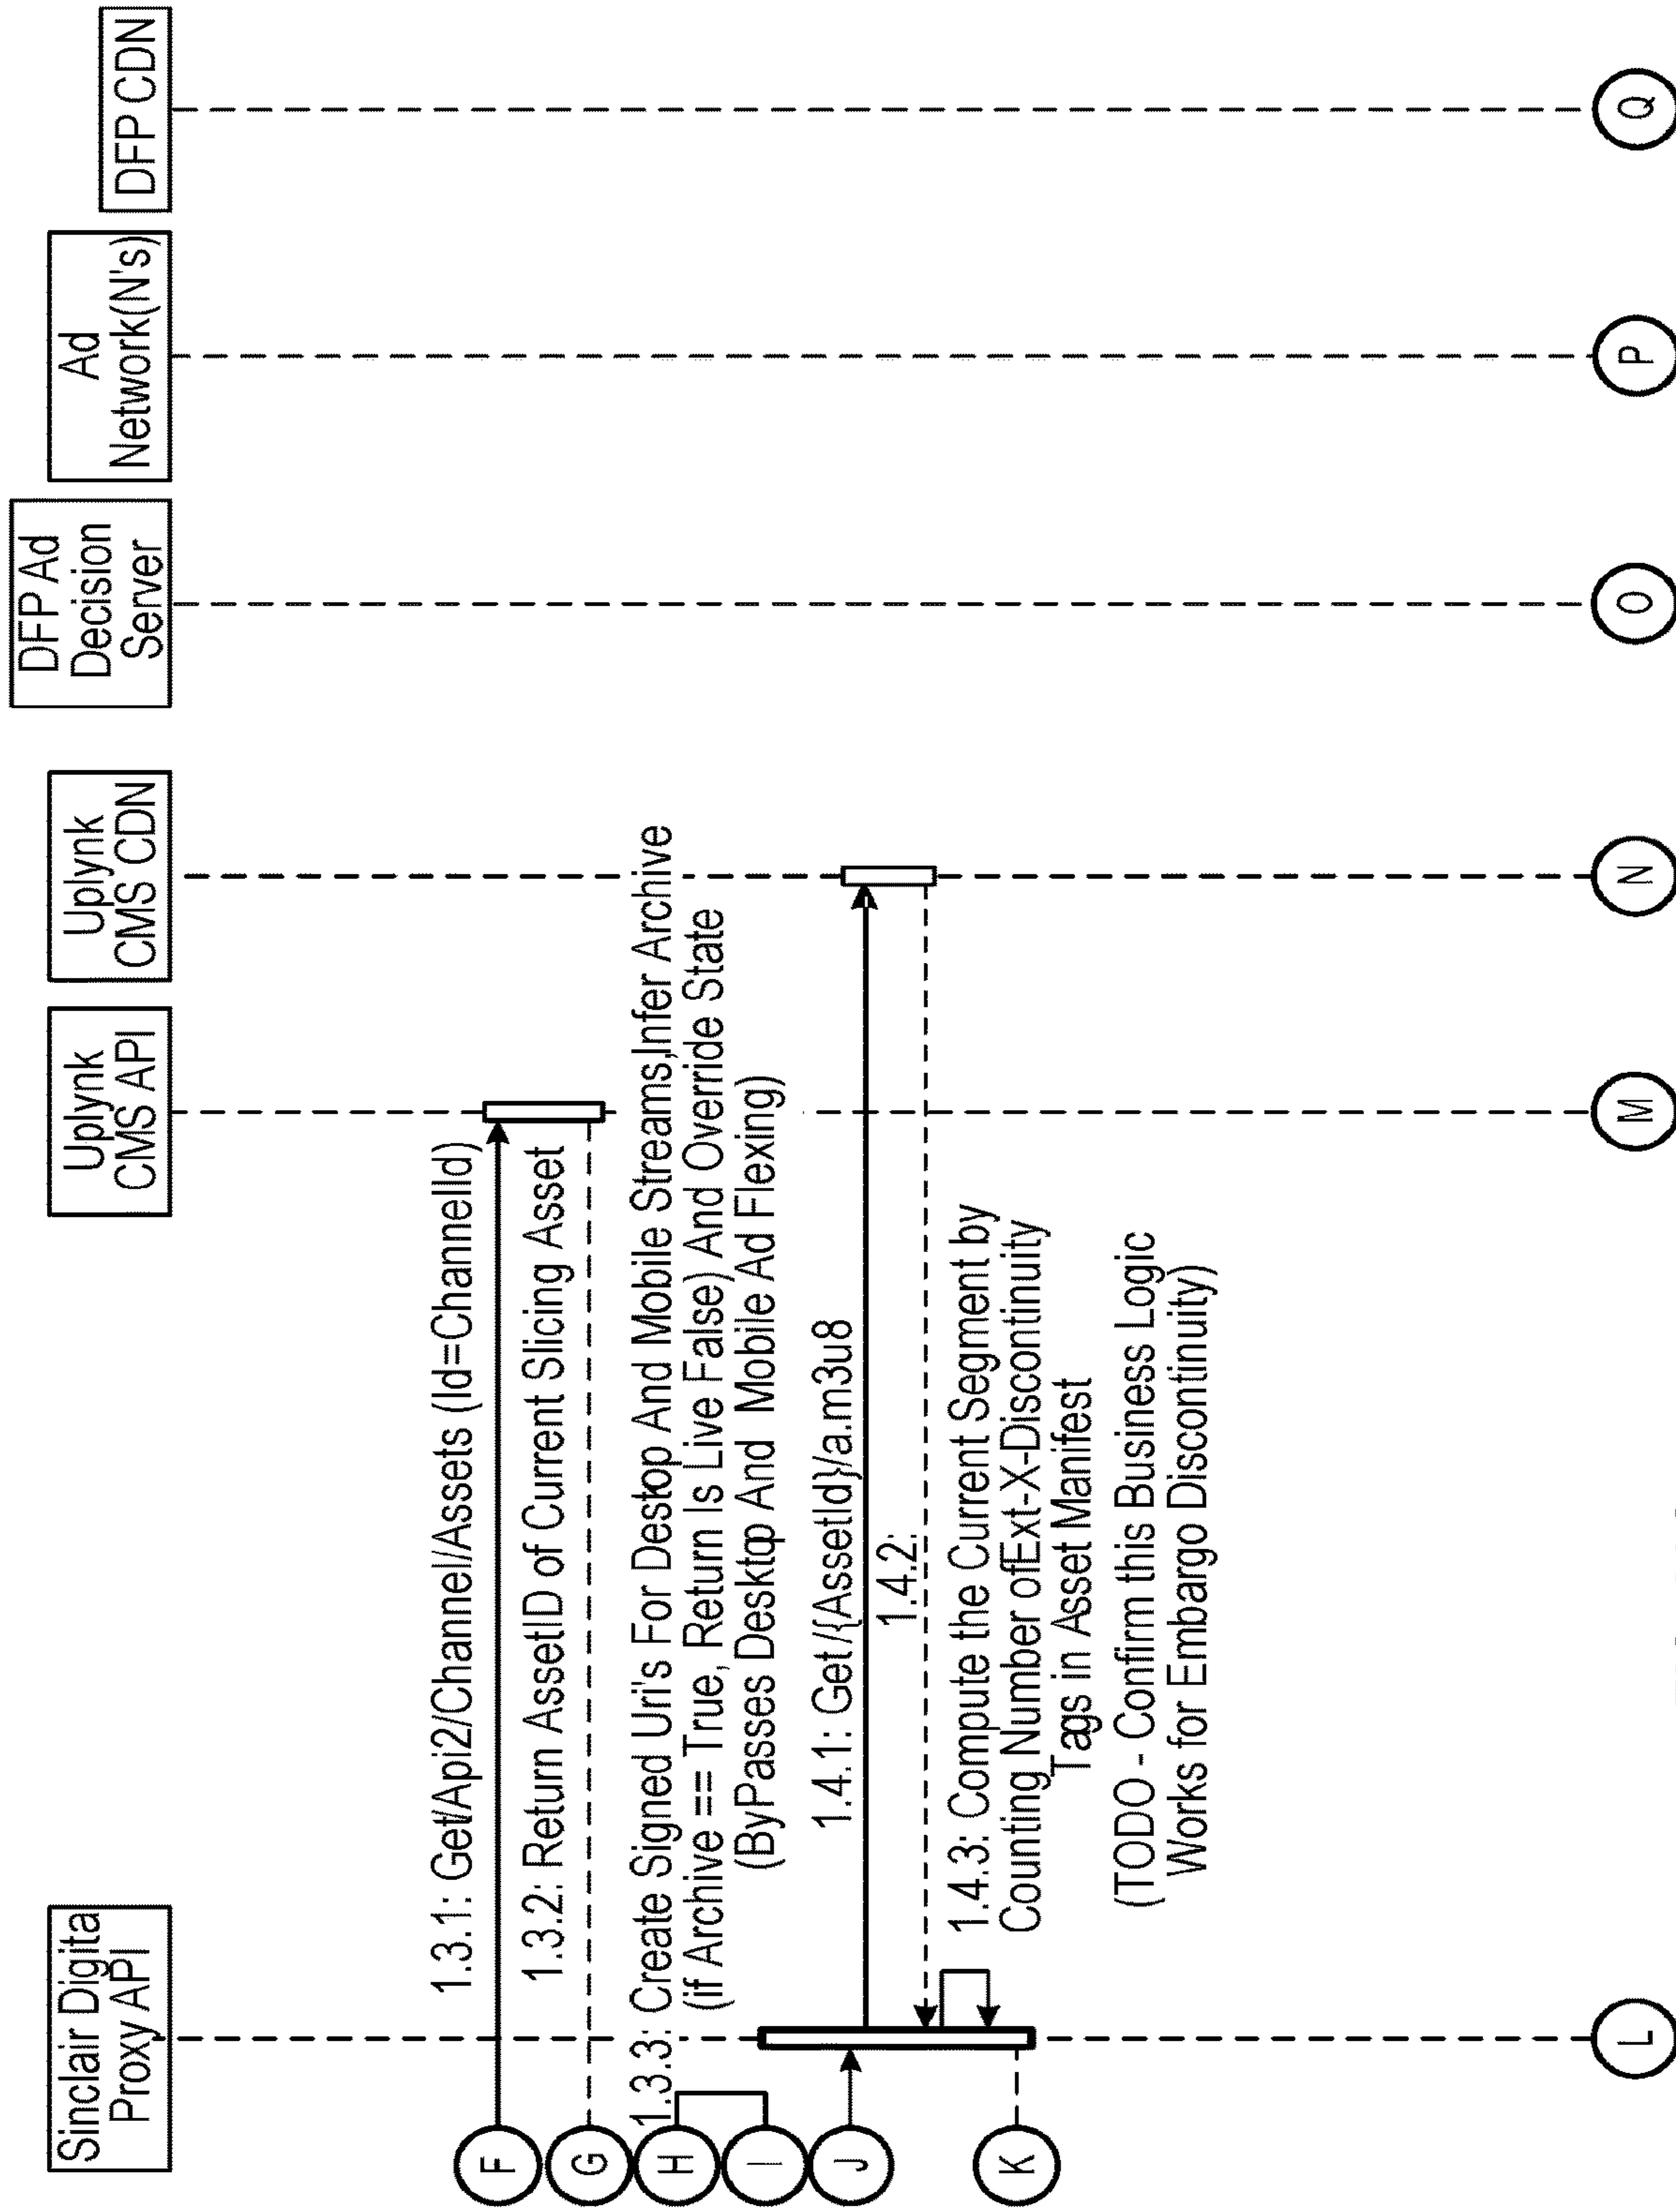 Sinclair Digita
Proxy API
Uplynk
CMS API
Uplynk
CMS CDN
DFP Ad
Decision
Server
Ad
Network(N's)
DFP CDN
F
1.3.1: Get/Api2/Channel/Assets (Id=ChannelId)
G
1.3.2: Return AssetID of Current Slicing Asset
H
1.3.3: Create Signed Uri's For Destop And Mobile Streams,Infer Archive
(if Archive == True, Return Is Live False) And Override State
(ByPasses Desktop And Mobile Ad Flexing)
I
J
1.4.1: Get/{AssetId}/a.m3u8
1.4.2:
1.4.3: Compute the Current Segment by
Counting Number ofExt-X-Discontinuity
Tags in Asset Manifest
K
(TODO - Confirm this Business Logic
Works for Embargo Discontinuity)
L
M
N
O
P
Q